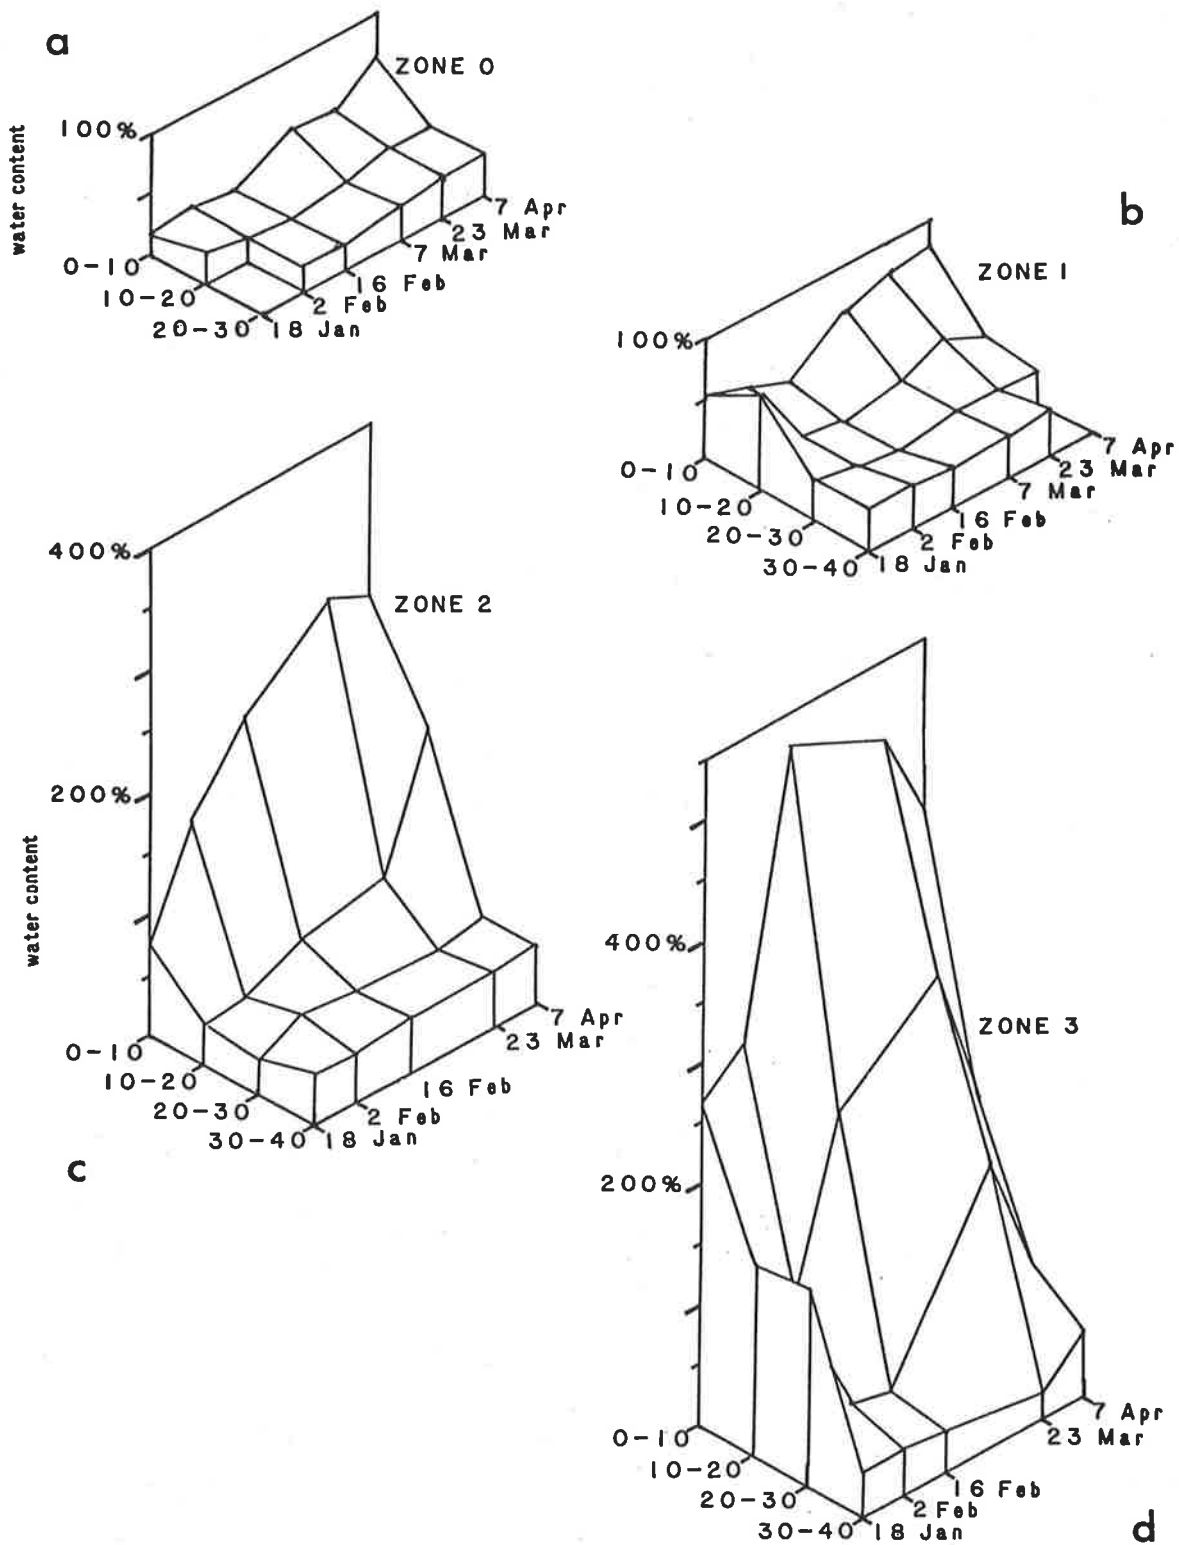 a
ZONE 0
water content
100%
0-10
10-20
20-30
18 Jan
2 Feb
16 Feb
7 Mar
23 Mar
7 Apr
b
ZONE 1
100%
0-10
10-20
20-30
30-40
18 Jan
2 Feb
16 Feb
7 Mar
23 Mar
7 Apr
c
ZONE 2
water content
400%
200%
0-10
10-20
20-30
30-40
18 Jan
2 Feb
16 Feb
23 Mar
7 Apr
d
ZONE 3
400%
200%
0-10
10-20
20-30
30-40
18 Jan
2 Feb
16 Feb
23 Mar
7 Apr